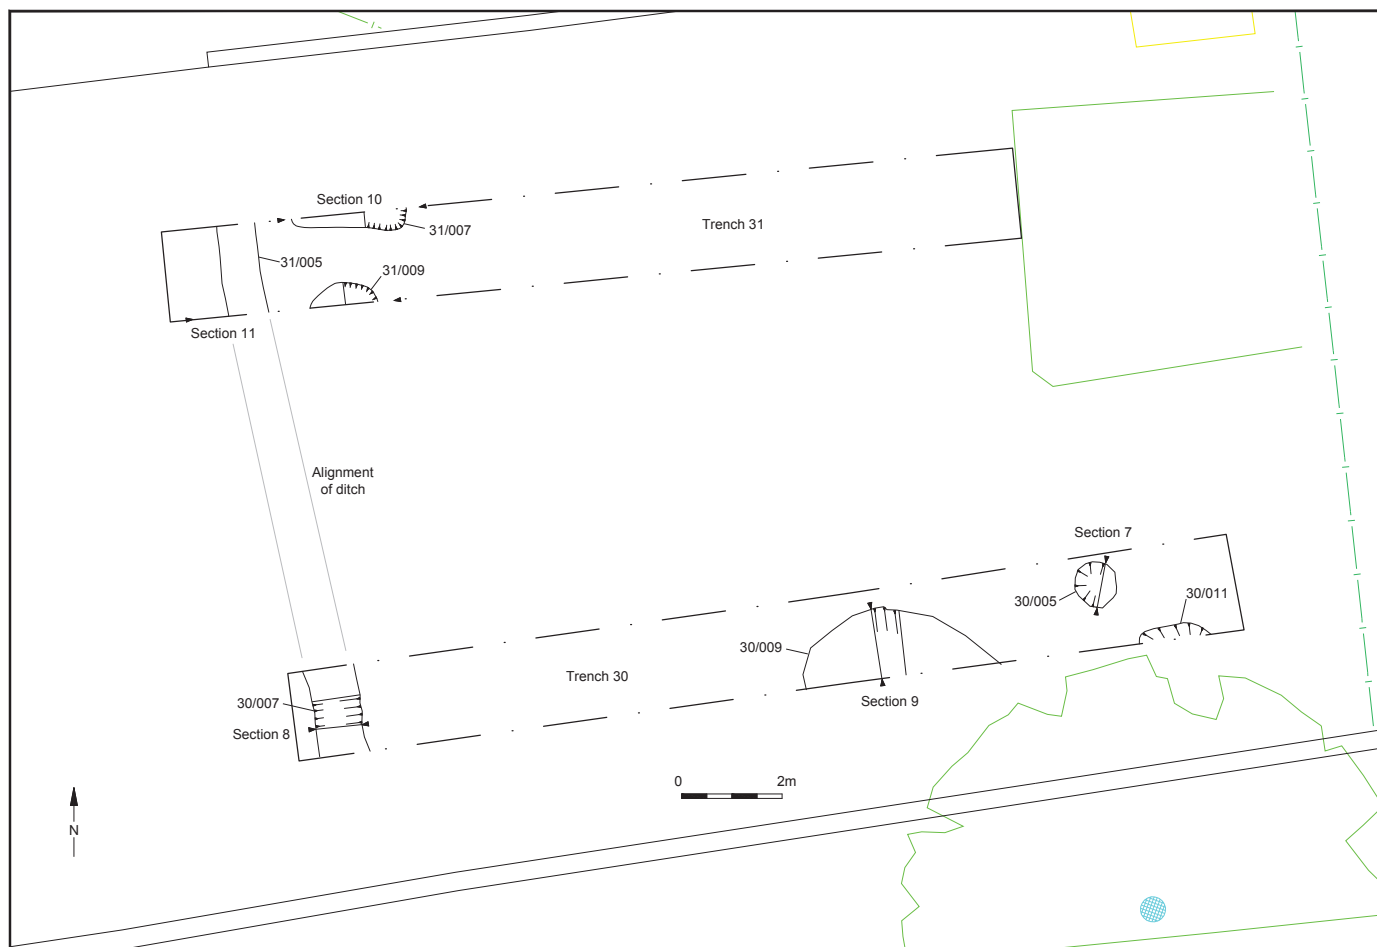 Section 10
31/007
Trench 31
31/005
31/009
Section 11
Alignment
of ditch
Section 7
30/005
30/011
30/009
Trench 30
30/007
Section 9
Section 8
0 2m
N